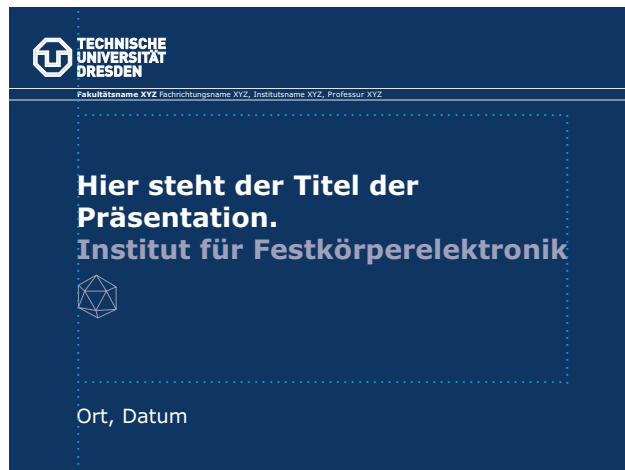 TECHNISCHE
UNIVERSITÄT
DRESDEN
Fakultätsname XYZ Fachrichtungsname XYZ, Institutsname XYZ, Professur XYZ
Hier steht der Titel der
Präsentation.
Institut für Festkörperelektronik
Ort, Datum